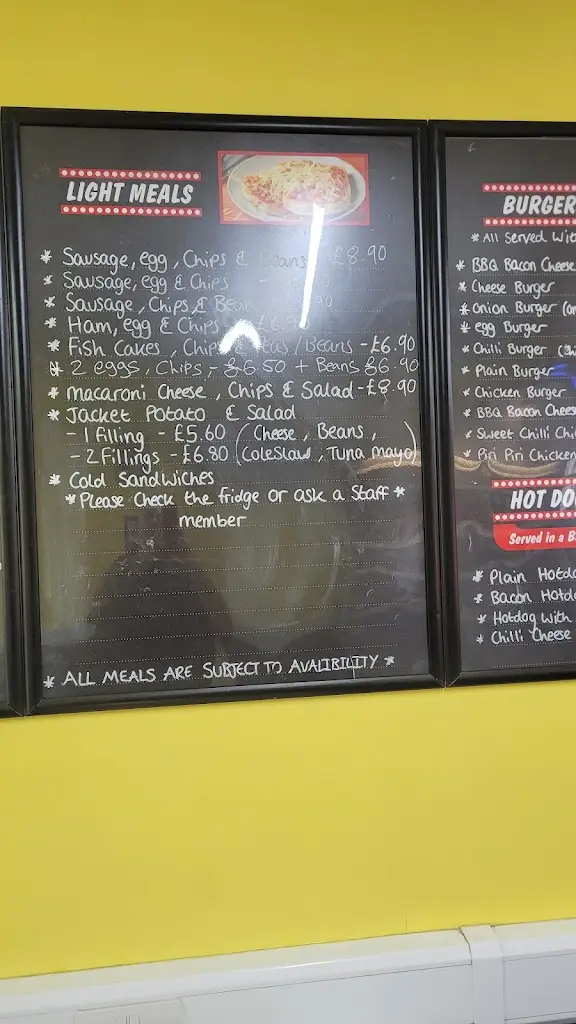 LIGHT MEALS
* Sausage, egg, Chips & Beans £8.90
* Sausage, egg & Chips
* Sausage, Chips & Beans 90
* Ham, egg & Chips £6.
* Fish Cakes, Chips & Peas / Beans - £6.90
* 2 eggs, Chips, - £6.50 + Beans £6.90
* macaroni Cheese, Chips & Salad - £8.90
* Jacket Potato & Salad
- 1 Filling - £5.60 (Cheese, Beans,
- 2 Fillings - £6.80 (Coleslaw, Tuna mayo)
* Cold Sandwiches
*Please Check the fridge or ask a Staff *
member
* ALL MEALS ARE SUBJECT TO AVALIBILITY *
BURGER
* All Served Wit
* BBQ Bacon Cheese
* Cheese Burger
* Onion Burger (or
* egg Burger
* Chilli Burger
* Plain Burger
* Chicken Burger
* BBQ Bacon Chees
* Sweet Chilli Chi
* Piri Piri Chicken
HOT DO
Served in a B
* Plain Hotdo
* Bacon Hotdo
* Hotdog With
* Chilli Cheese